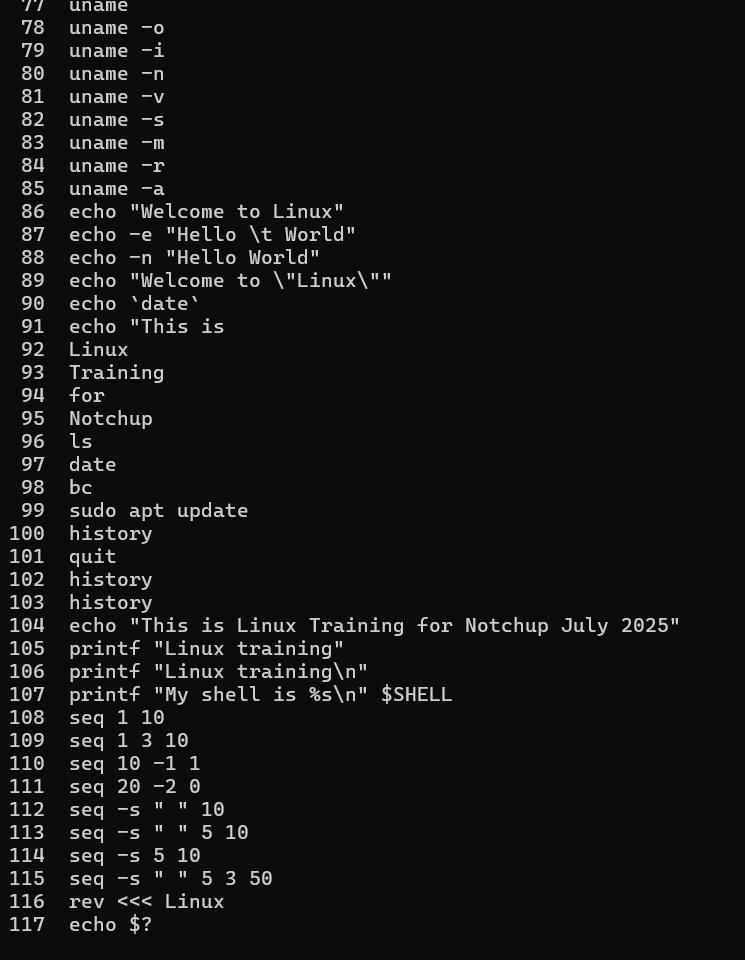 77 uname
78 uname -o
79 uname -i
80 uname -n
81 uname -v
82 uname -s
83 uname -m
84 uname -r
85 uname -a
86 echo "Welcome to Linux"
87 echo -e "Hello \t World"
88 echo -n "Hello World"
89 echo "Welcome to \"Linux\""
90 echo `date`
91 echo "This is
92 Linux
93 Training
94 for
95 Notchup
96 ls
97 date
98 bc
99 sudo apt update
100 history
101 quit
102 history
103 history
104 echo "This is Linux Training for Notchup July 2025"
105 printf "Linux training"
106 printf "Linux training\n"
107 printf "My shell is %s\n" $SHELL
108 seq 1 10
109 seq 1 3 10
110 seq 10 -1 1
111 seq 20 -2 0
112 seq -s " " 10
113 seq -s " " 5 10
114 seq -s 5 10
115 seq -s " " 5 3 50
116 rev <<< Linux
117 echo $?